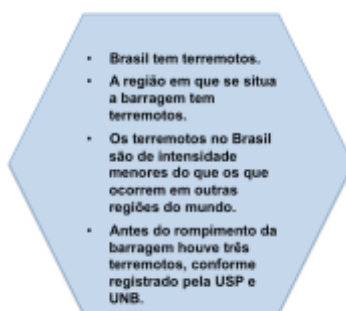 • Brasil tem terremotos.
• A região em que se situa
a barragem tem
terremotos.
• Os terremotos no Brasil
são de intensidade
menores do que os que
ocorrem em outras
regiões do mundo.
• Antes do rompimento da
barragem houve três
terremotos, conforme
registrado pela USP e
UNB.